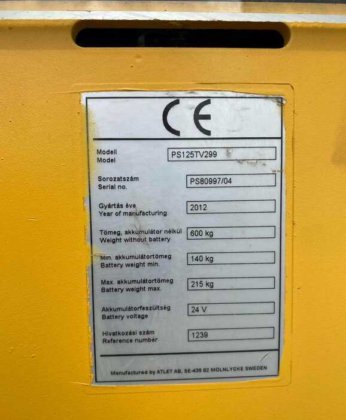 CE
Modell
Model
PS125TV299
Sorozatszám
Serial no.
PS80997/04
Gyártás éve
Year of manufacturing
2012
Tömeg, akkumulátor nélkül
Weight without battery
600 kg
Min. akkumulátortömeg
Battery weight min.
140 kg
Max. akkumulátortömeg
Battery weight max.
215 kg
Akkumulátorfeszültség
Battery voltage
24 V
Hivatkozási szám
Reference number
1239
Manufactured by ATLET AB, SE-435 82 MÖLNLYCKE SWEDEN